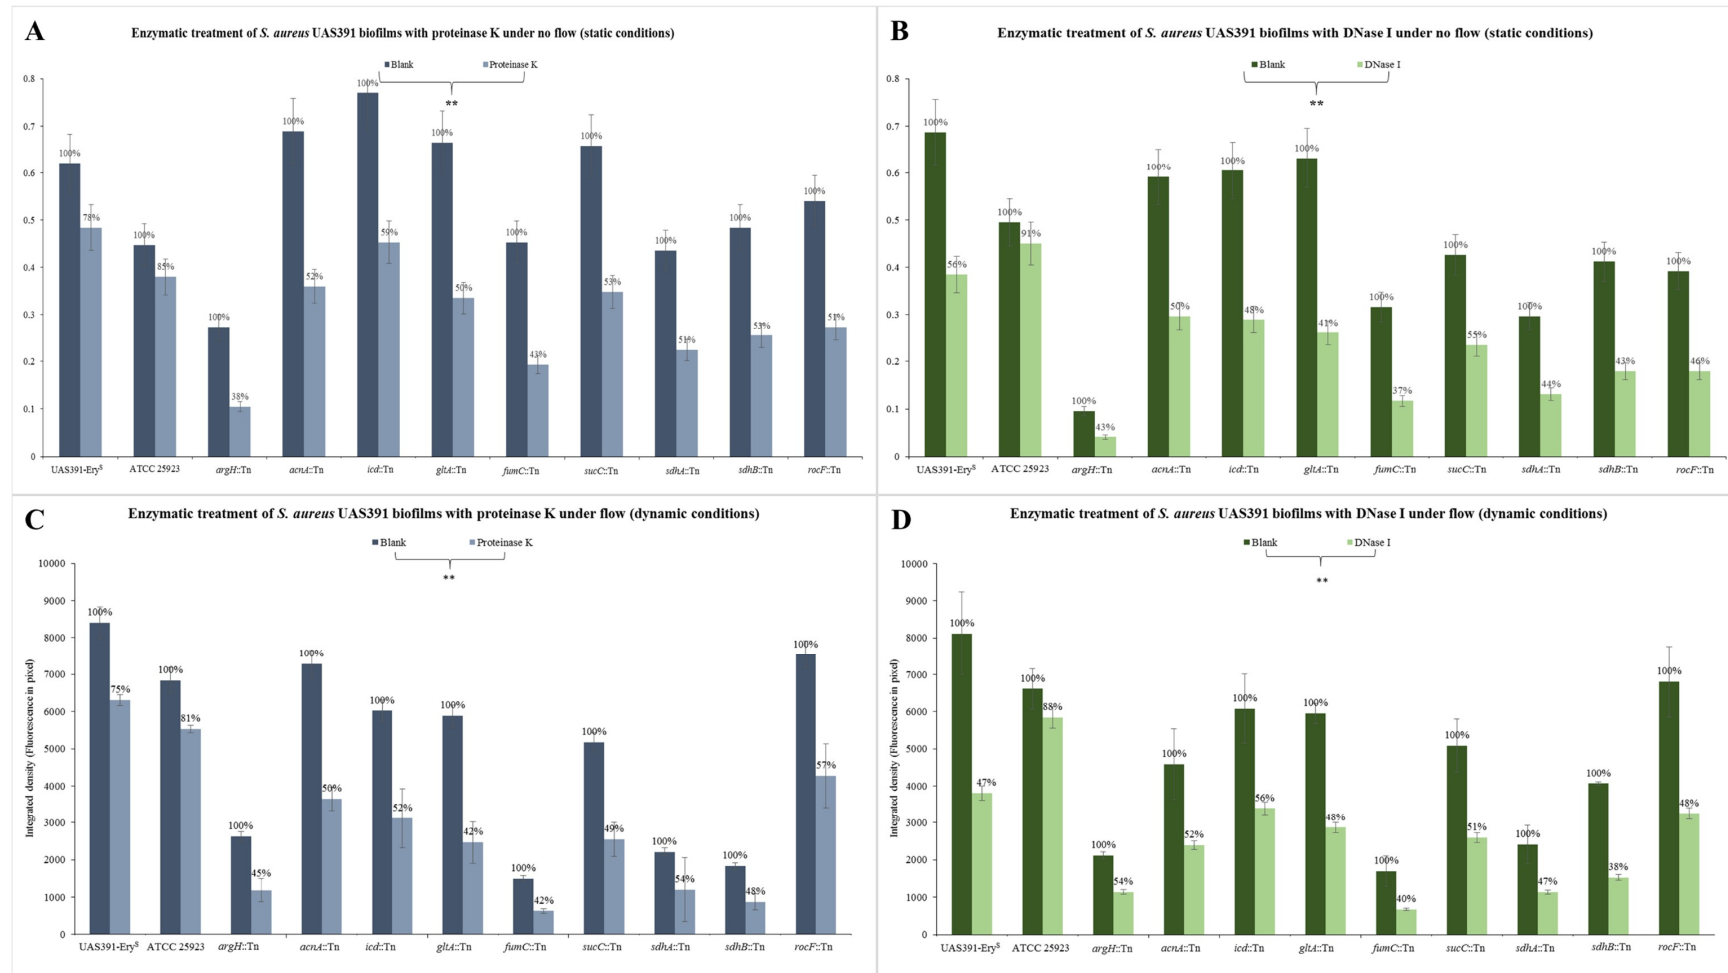 A
Enzymatic treatment of S. aureus UAS391 biofilms with proteinase K under no flow (static conditions)
Blank Proteinase K
**
0.8
0.7
0.6
0.5
0.4
0.3
0.2
0.1
0
100% 78% 100% 85% 100% 38% 100% 52% 100% 59% 100% 50% 100% 43% 100% 53% 100% 51% 100% 53% 100% 51%
UAS391-EryS ATCC 25923 argH::Tn acnA::Tn icd::Tn gltA::Tn fumC::Tn sucC::Tn sdhA::Tn sdhB::Tn rocF::Tn
B
Enzymatic treatment of S. aureus UAS391 biofilms with DNase I under no flow (static conditions)
Blank DNase I
**
0.8
0.7
0.6
0.5
0.4
0.3
0.2
0.1
0
100% 56% 100% 91% 100% 43% 100% 50% 100% 48% 100% 41% 100% 37% 100% 55% 100% 44% 100% 43% 100% 46%
UAS391-EryS ATCC 25923 argH::Tn acnA::Tn icd::Tn gltA::Tn fumC::Tn sucC::Tn sdhA::Tn sdhB::Tn rocF::Tn
C
Enzymatic treatment of S. aureus UAS391 biofilms with proteinase K under flow (dynamic conditions)
Blank Proteinase K
**
Integrated density (Fluorescence in pixel)
10000
9000
8000
7000
6000
5000
4000
3000
2000
1000
0
100% 75% 100% 81% 100% 45% 100% 50% 100% 52% 100% 42% 100% 42% 100% 49% 100% 54% 100% 48% 100% 57%
UAS391-EryS ATCC 25923 argH::Tn acnA::Tn icd::Tn gltA::Tn fumC::Tn sucC::Tn sdhA::Tn sdhB::Tn rocF::Tn
D
Enzymatic treatment of S. aureus UAS391 biofilms with DNase I under flow (dynamic conditions)
Blank DNase I
**
Integrated density (Fluorescence in pixel)
10000
9000
8000
7000
6000
5000
4000
3000
2000
1000
0
100% 47% 100% 88% 100% 54% 100% 52% 100% 56% 100% 48% 100% 40% 100% 51% 100% 47% 100% 38% 100% 48%
UAS391-EryS ATCC 25923 argH::Tn acnA::Tn icd::Tn gltA::Tn fumC::Tn sucC::Tn sdhA::Tn sdhB::Tn rocF::Tn